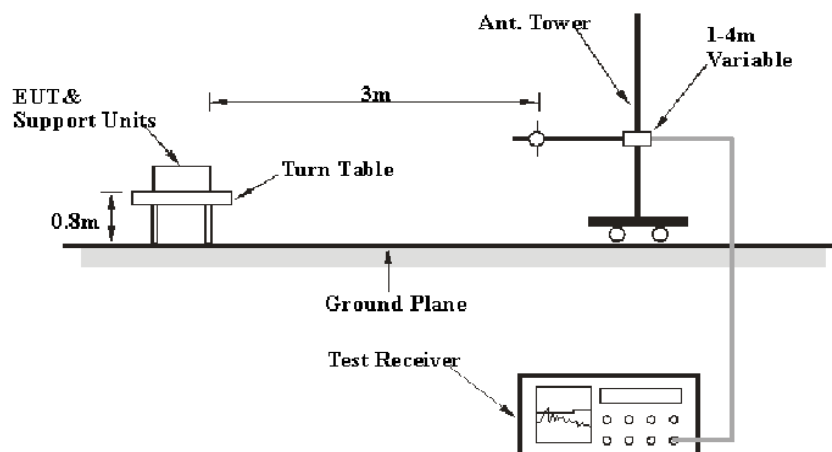 Ant. Tower
1-4m
Variable
EUT&
Support Units
3m
Turn Table
0.8m
Ground Plane
Test Receiver